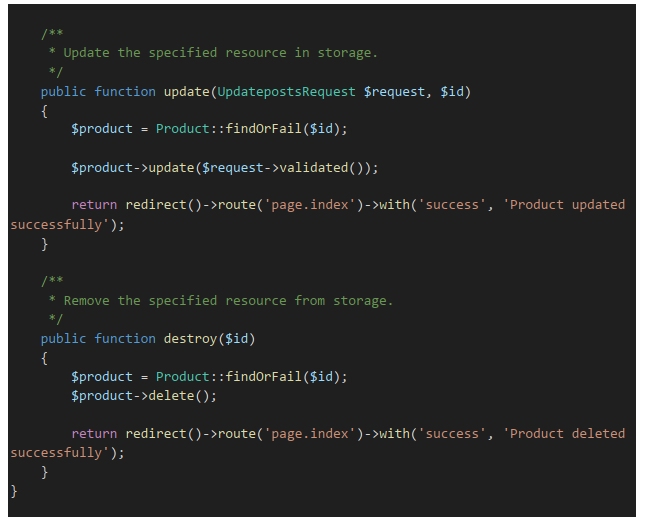 /**
* Update the specified resource in storage.
*/
public function update(UpdatepostsRequest $request, $id)
{
$product = Product::findOrFail($id);
$product->update($request->validated());
return redirect()->route('page.index')->with('success', 'Product updated
successfully');
}
/**
* Remove the specified resource from storage.
*/
public function destroy($id)
{
$product = Product::findOrFail($id);
$product->delete();
return redirect()->route('page.index')->with('success', 'Product deleted
successfully');
}
}